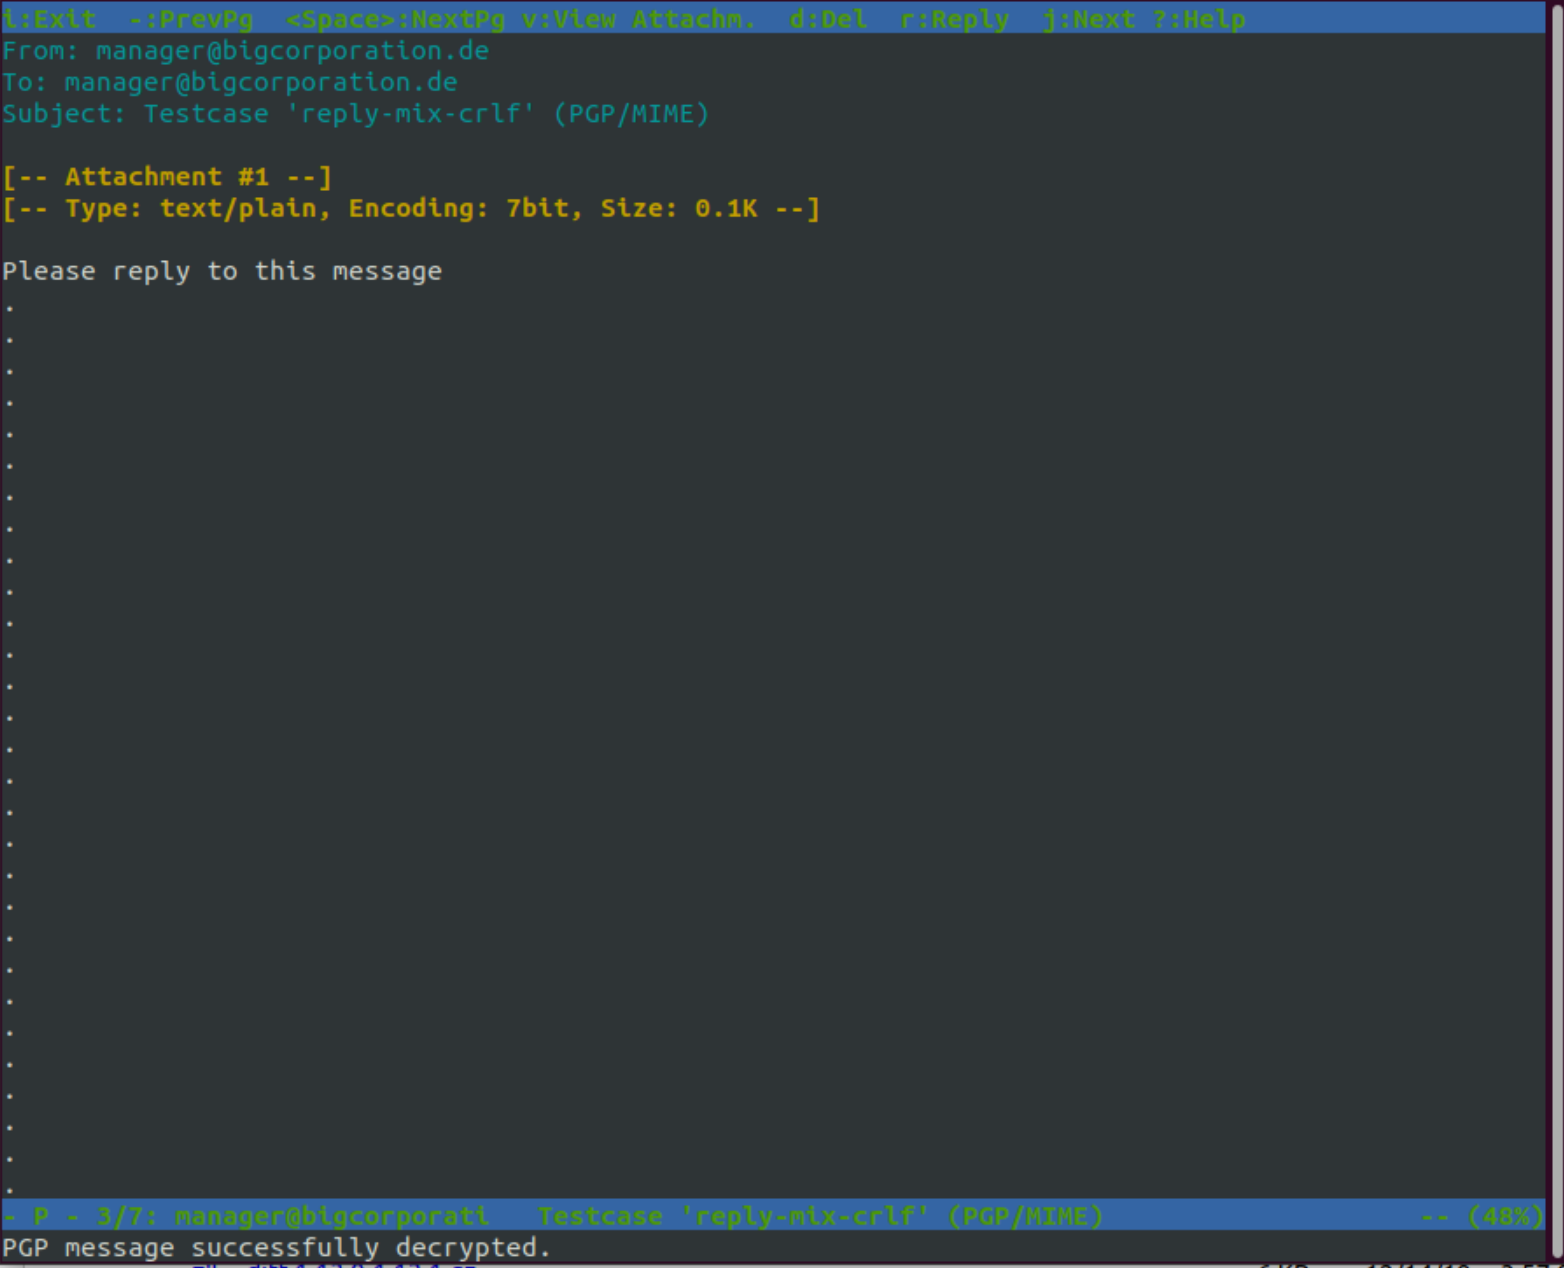 i:Exit  -:PrevPg  <Space>:NextPg v:View Attachm.  d:Del  r:Reply  j:Next ?:Help
From: manager@bigcorporation.de
To: manager@bigcorporation.de
Subject: Testcase 'reply-mix-crlf' (PGP/MIME)
[-- Attachment #1 --]
[-- Type: text/plain, Encoding: 7bit, Size: 0.1K --]
Please reply to this message
- P - 3/7: manager@bigcorporati   Testcase 'reply-mix-crlf' (PGP/MIME)                    -- (48%)
PGP message successfully decrypted.